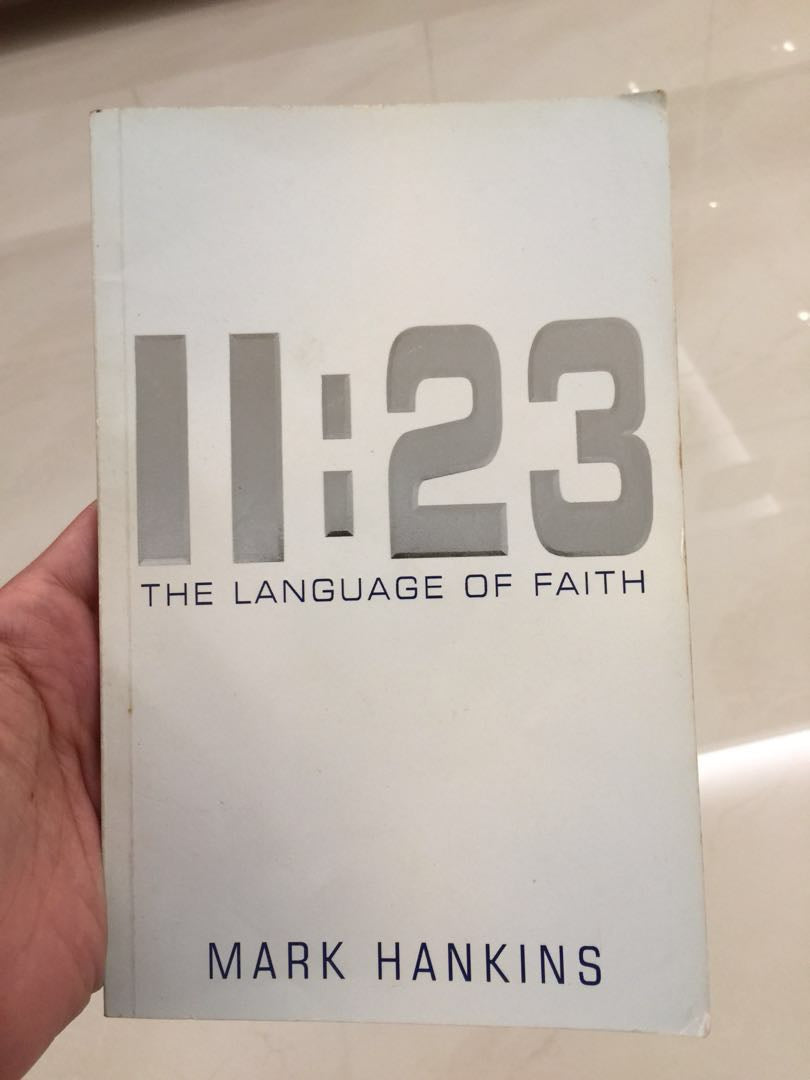 11:23
THE LANGUAGE OF FAITH
MARK HANKINS